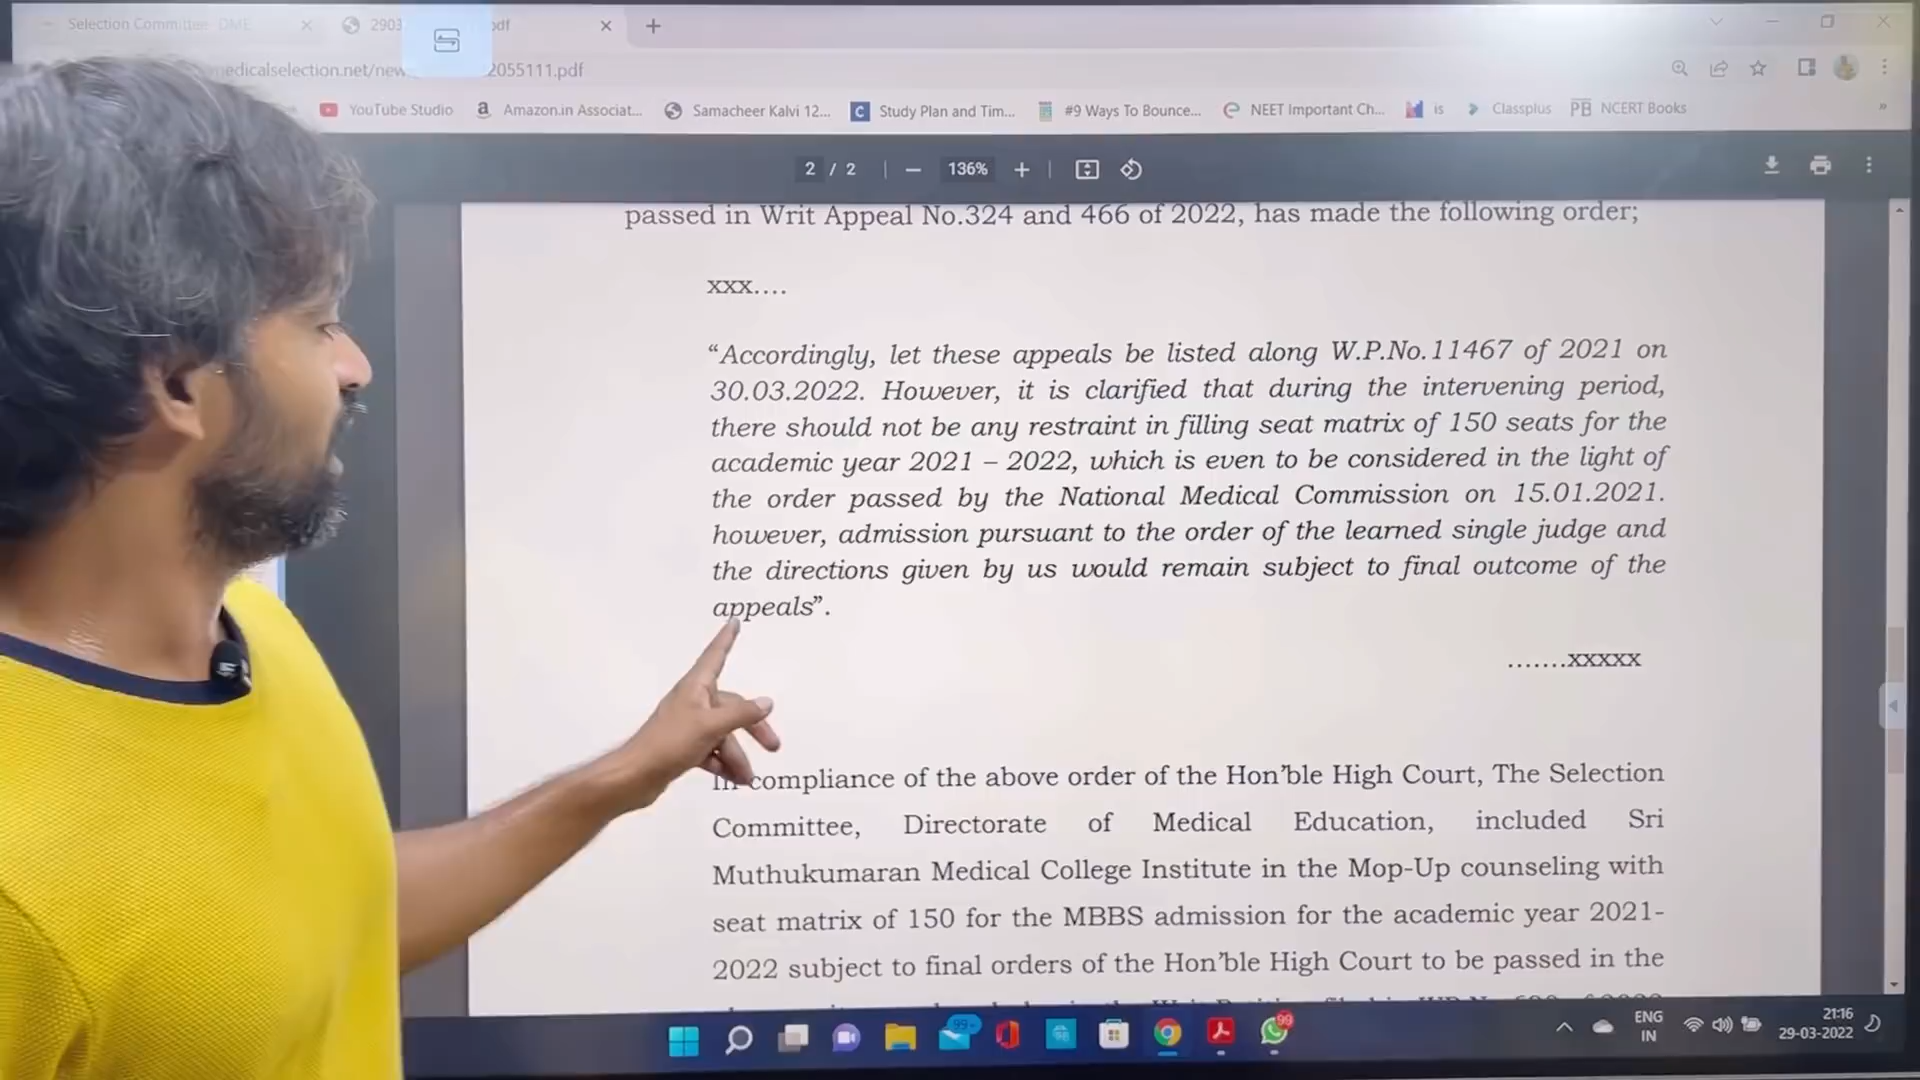 Selection Committee DME
2903 pdf
edicalselection.net/new 2055111.pdf
YouTube Studio Amazon.in Associat... Samacheer Kalvi 12... Study Plan and Tim... #9 Ways To Bounce... NEET Important Ch... is Classplus PB NCERT Books »
2 / 2 136%
passed in Writ Appeal No.324 and 466 of 2022, has made the following order;
xxx....
“Accordingly, let these appeals be listed along W.P.No.11467 of 2021 on
30.03.2022. However, it is clarified that during the intervening period,
there should not be any restraint in filling seat matrix of 150 seats for the
academic year 2021 – 2022, which is even to be considered in the light of
the order passed by the National Medical Commission on 15.01.2021.
however, admission pursuant to the order of the learned single judge and
the directions given by us would remain subject to final outcome of the
appeals”.
.......xxxxx
In compliance of the above order of the Hon’ble High Court, The Selection
Committee, Directorate of Medical Education, included Sri
Muthukumaran Medical College Institute in the Mop-Up counseling with
seat matrix of 150 for the MBBS admission for the academic year 2021-
2022 subject to final orders of the Hon’ble High Court to be passed in the
99+ 99 ENG 21:16
IN 29-03-2022